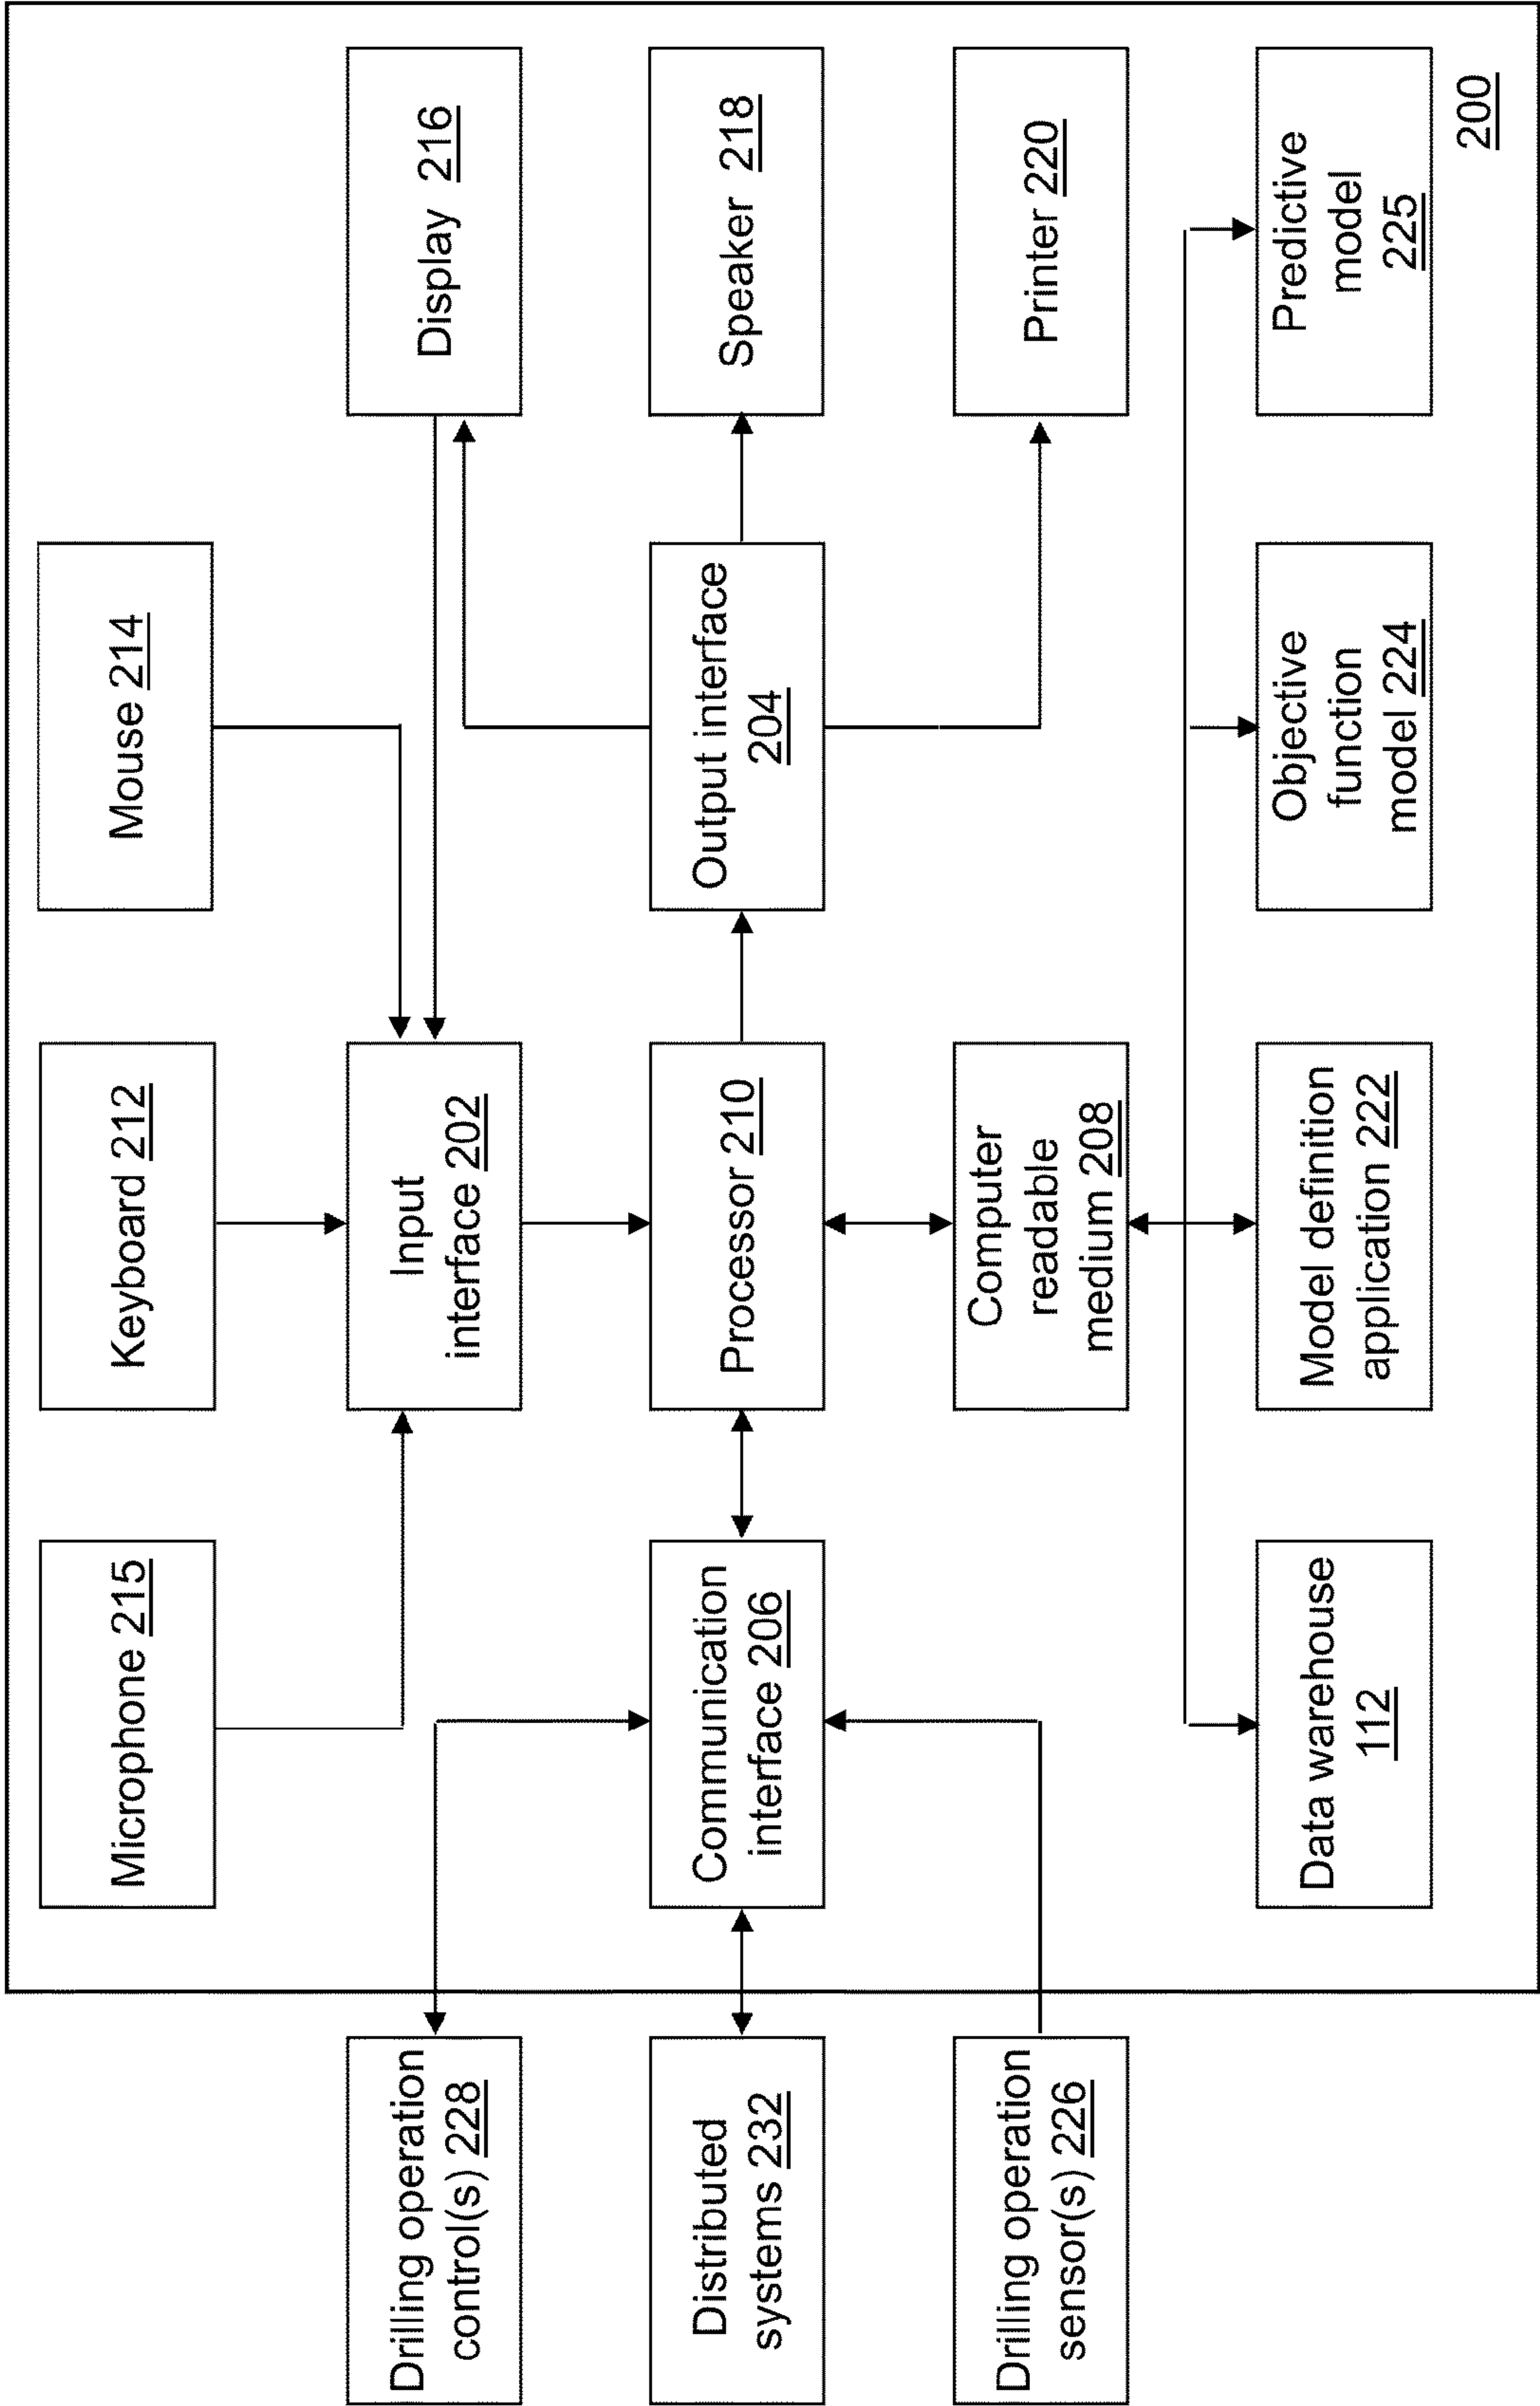 Microphone 215
Keyboard 212
Mouse 214
Drilling operation
control(s) 228
Input
interface 202
Display 216
Distributed
systems 232
Communication
interface 206
Processor 210
Output interface
204
Speaker 218
Drilling operation
sensor(s) 226
Computer
readable
medium 208
Printer 220
Data warehouse
112
Model definition
application 222
Objective
function
model 224
Predictive
model
225
200